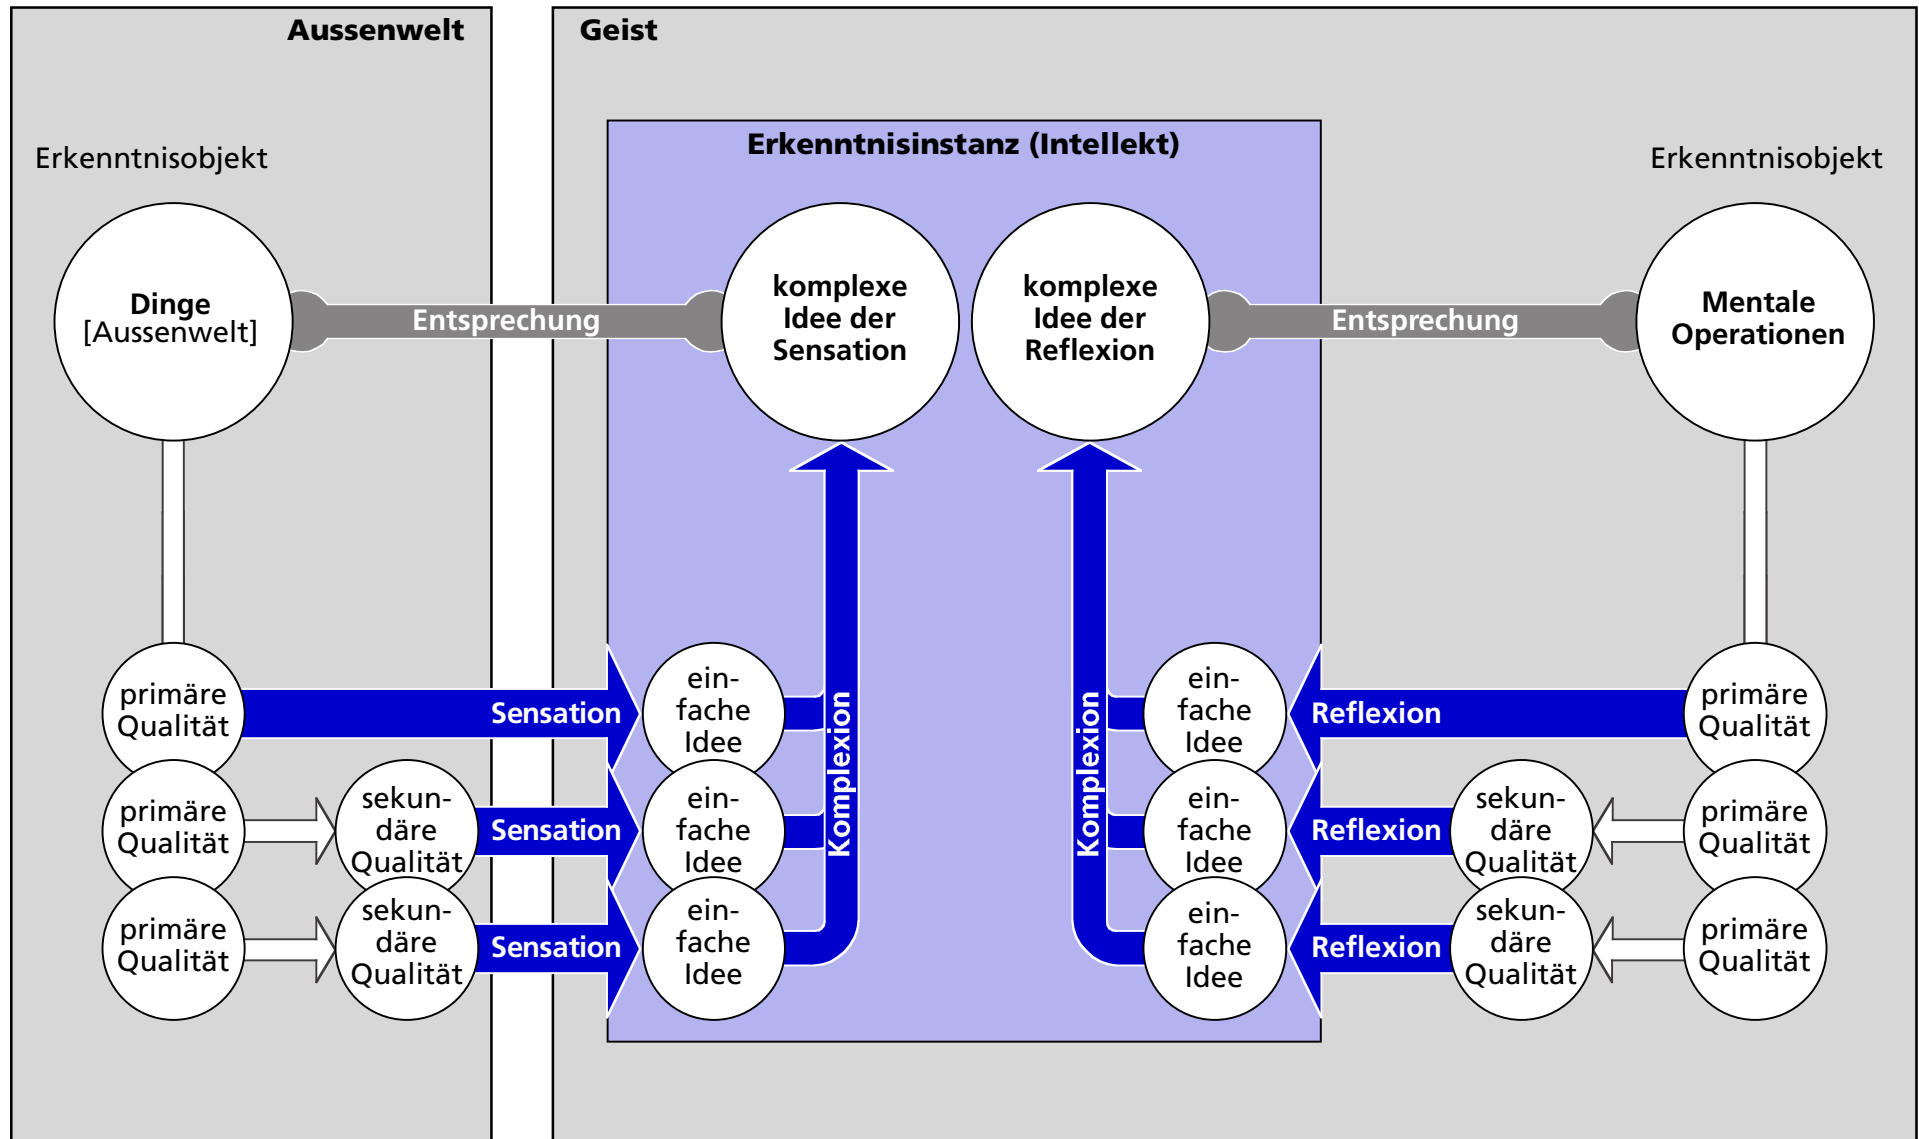 Aussenwelt
Geist
Erkenntnisinstanz (Intellekt)
Erkenntnisobjekt
Erkenntnisobjekt
Dinge
[Aussenwelt]
Entsprechung
komplexe
Idee der
Sensation
komplexe
Idee der
Reflexion
Entsprechung
Mentale
Operationen
primäre
Qualität
Sensation
ein-
fache
Idee
Komplexion
Komplexion
ein-
fache
Idee
Reflexion
primäre
Qualität
primäre
Qualität
sekun-
däre
Qualität
Sensation
ein-
fache
Idee
ein-
fache
Idee
Reflexion
sekun-
däre
Qualität
primäre
Qualität
primäre
Qualität
sekun-
däre
Qualität
Sensation
ein-
fache
Idee
ein-
fache
Idee
Reflexion
sekun-
däre
Qualität
primäre
Qualität